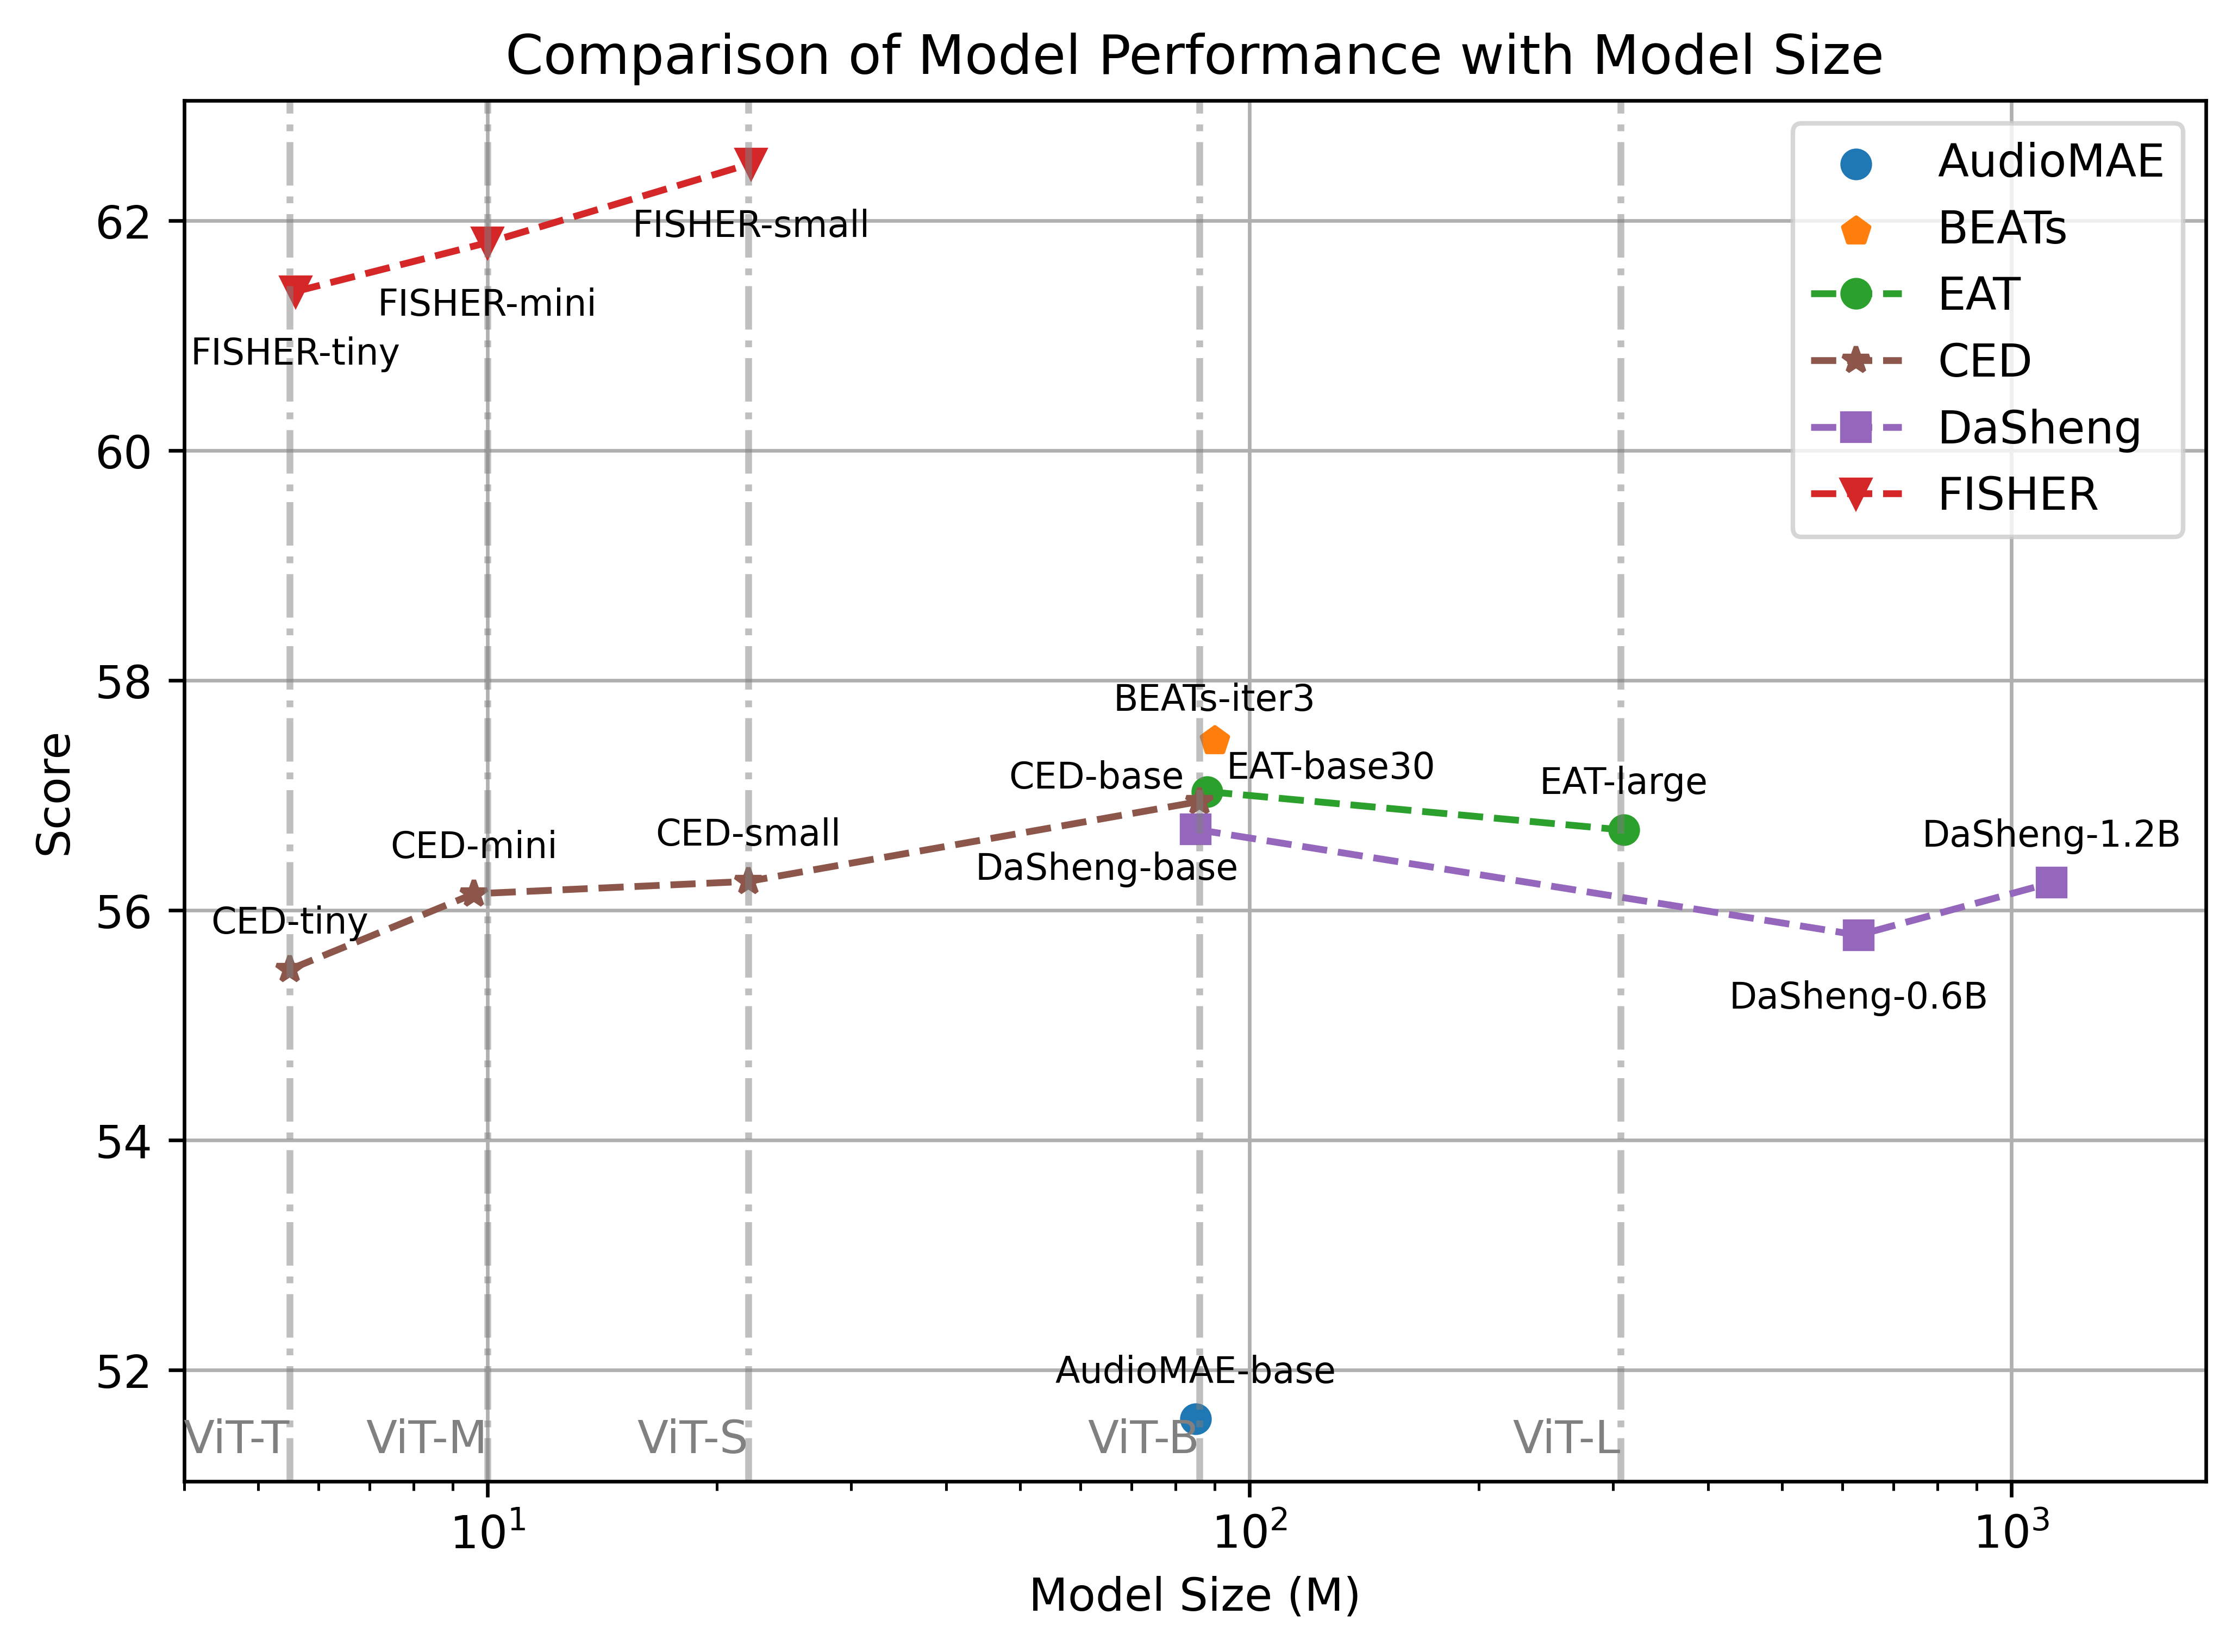 Comparison of Model Performance with Model Size
AudioMAE
BEATs
EAT
CED
DaSheng
FISHER
62
60
58
56
54
52
Score
FISHER-small
FISHER-mini
FISHER-tiny
BEATs-iter3
CED-base
EAT-base30
EAT-large
CED-mini
CED-small
DaSheng-base
DaSheng-1.2B
CED-tiny
DaSheng-0.6B
AudioMAE-base
ViT-T
ViT-M
ViT-S
ViT-B
ViT-L
10¹
10²
10³
Model Size (M)